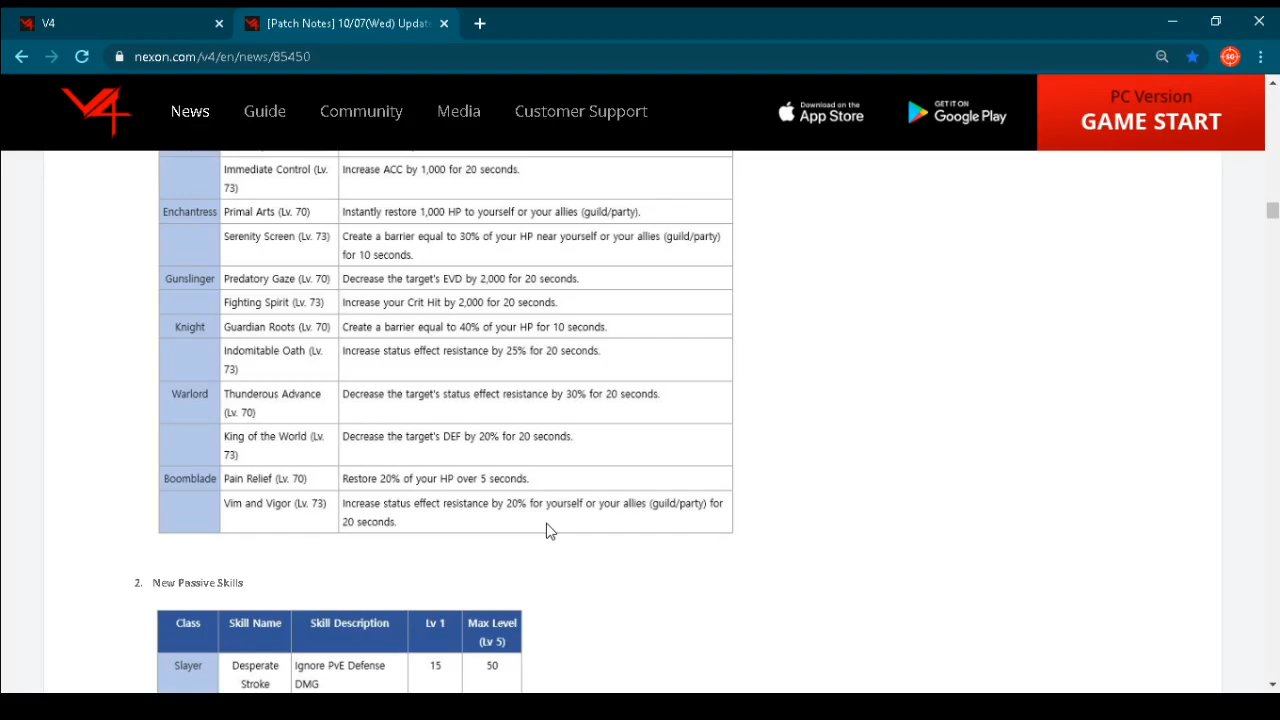 V4
[Patch Notes] 10/07(Wed) Updat
nexon.com/v4/en/news/85450
News
Guide
Community
Media
Customer Support
Download on the
App Store
GET IT ON
Google Play
PC Version
GAME START
Immediate Control (Lv.
73)
Increase ACC by 1,000 for 20 seconds.
Enchantress
Primal Arts (Lv. 70)
Instantly restore 1,000 HP to yourself or your allies (guild/party).
Serenity Screen (Lv. 73)
Create a barrier equal to 30% of your HP near yourself or your allies (guild/party)
for 10 seconds.
Gunslinger
Predatory Gaze (Lv. 70)
Decrease the target's EVD by 2,000 for 20 seconds.
Fighting Spirit (Lv. 73)
Increase your Crit Hit by 2,000 for 20 seconds.
Knight
Guardian Roots (Lv. 70)
Create a barrier equal to 40% of your HP for 10 seconds.
Indomitable Oath (Lv.
73)
Increase status effect resistance by 25% for 20 seconds.
Warlord
Thunderous Advance
(Lv. 70)
Decrease the target's status effect resistance by 30% for 20 seconds.
King of the World (Lv.
73)
Decrease the target's DEF by 20% for 20 seconds.
Boomblade
Pain Relief (Lv. 70)
Restore 20% of your HP over 5 seconds.
Vim and Vigor (Lv. 73)
Increase status effect resistance by 20% for yourself or your allies (guild/party) for
20 seconds.
2. New Passive Skills
Class
Skill Name
Skill Description
Lv 1
Max Level
(Lv 5)
Slayer
Desperate
Stroke
Ignore PvE Defense
DMG
15
50